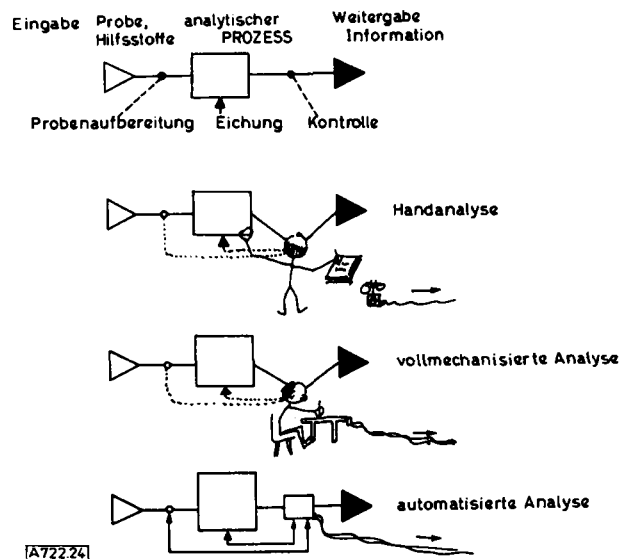 Eingabe Probe, analytischer Weitergabe
Hilfsstoffe PROZESS Information
Probenaufbereitung Eichung Kontrolle
Handanalyse
vollmechanisierte Analyse
automatisierte Analyse
A722.24